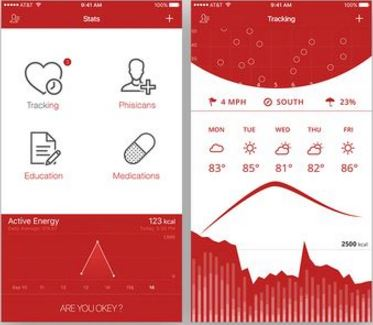 AT&T 9:41 AM 100%
Stats
3
Tracking
Phisicans
Education
Medications
Active Energy
123 kcal
ARE YOU OKEY ?
AT&T 9:41 AM 100%
Tracking
4 MPH
SOUTH
23%
MON TUE WED THU FRI
83° 85° 81° 82° 86°
2500 kcal